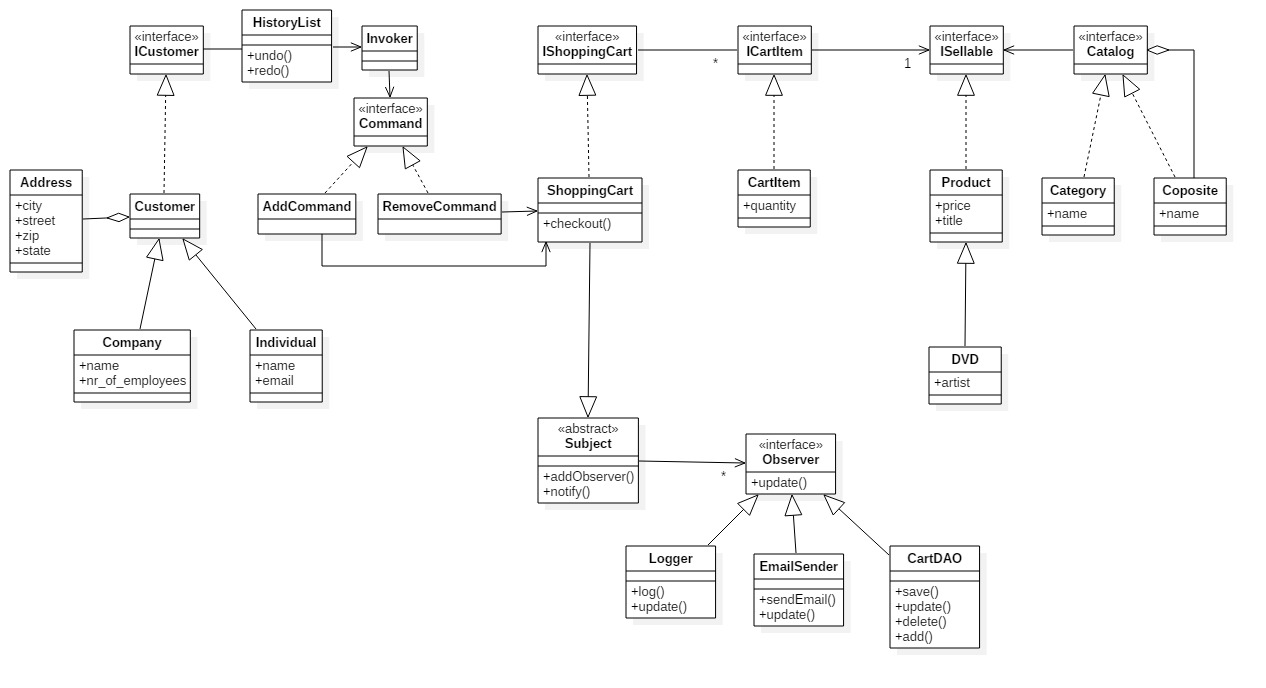 «interface»
ICustomer
HistoryList
+undo()
+redo()
Invoker
«interface»
Command
«interface»
IShoppingCart
*
«interface»
ICartItem
1
«interface»
ISellable
«interface»
Catalog
Address
+city
+street
+zip
+state
Customer
AddCommand
RemoveCommand
ShoppingCart
+checkout()
CartItem
+quantity
Product
+price
+title
Category
+name
Coposite
+name
Company
+name
+nr_of_employees
Individual
+name
+email
DVD
+artist
«abstract»
Subject
+addObserver()
+notify()
*
«interface»
Observer
+update()
Logger
+log()
+update()
EmailSender
+sendEmail()
+update()
CartDAO
+save()
+update()
+delete()
+add()